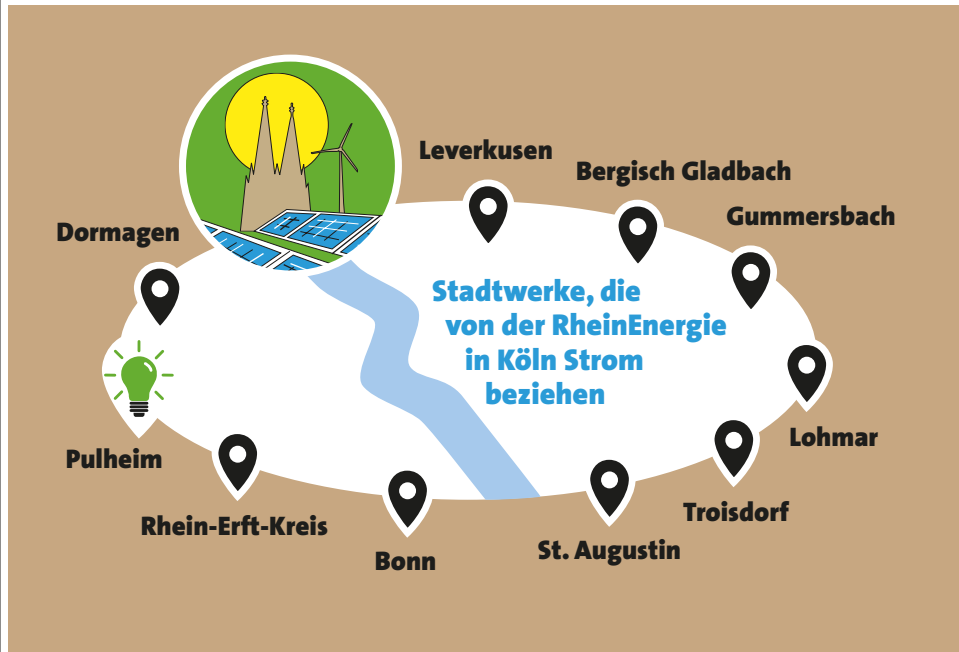 Leverkusen
Bergisch Gladbach
Gummersbach
Dormagen
Stadtwerke, die
von der RheinEnergie
in Köln Strom
beziehen
Lohmar
Pulheim
Troisdorf
Rhein-Erft-Kreis
St. Augustin
Bonn